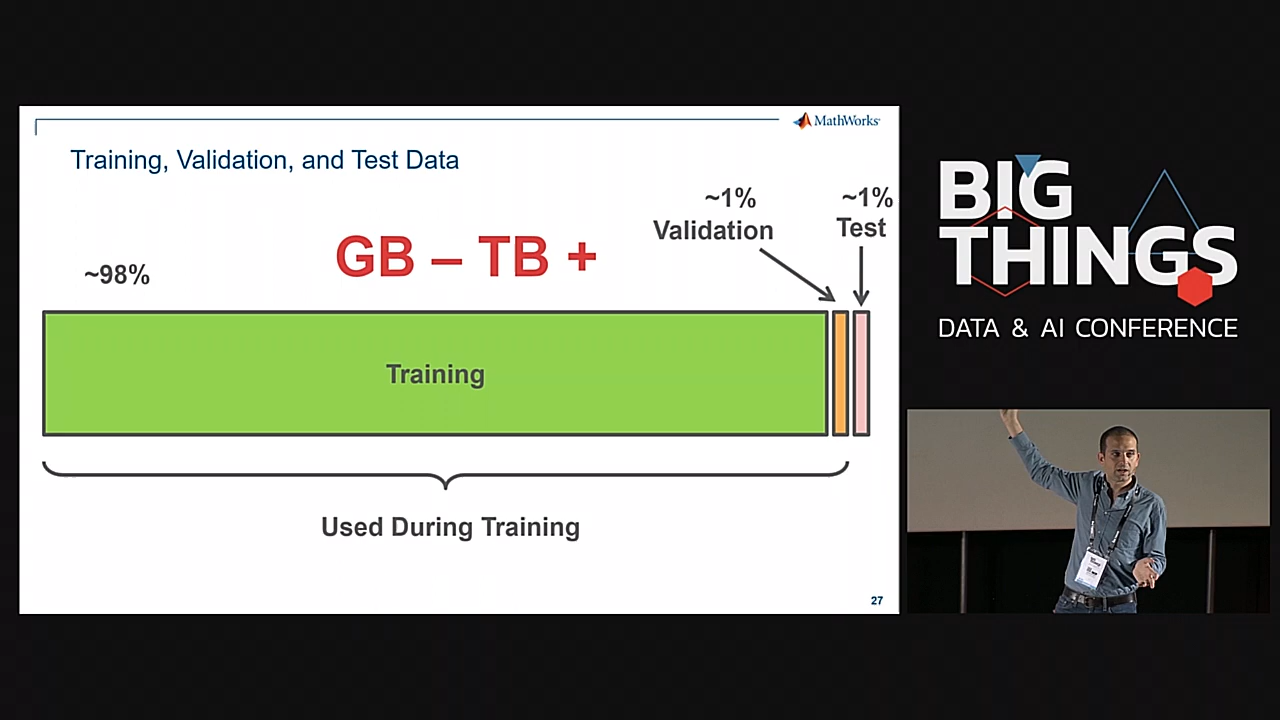 MathWorks
Training, Validation, and Test Data
~1%
Validation
~1%
Test
GB – TB +
~98%
Training
Used During Training
27
BIG
THINGS
DATA & AI CONFERENCE